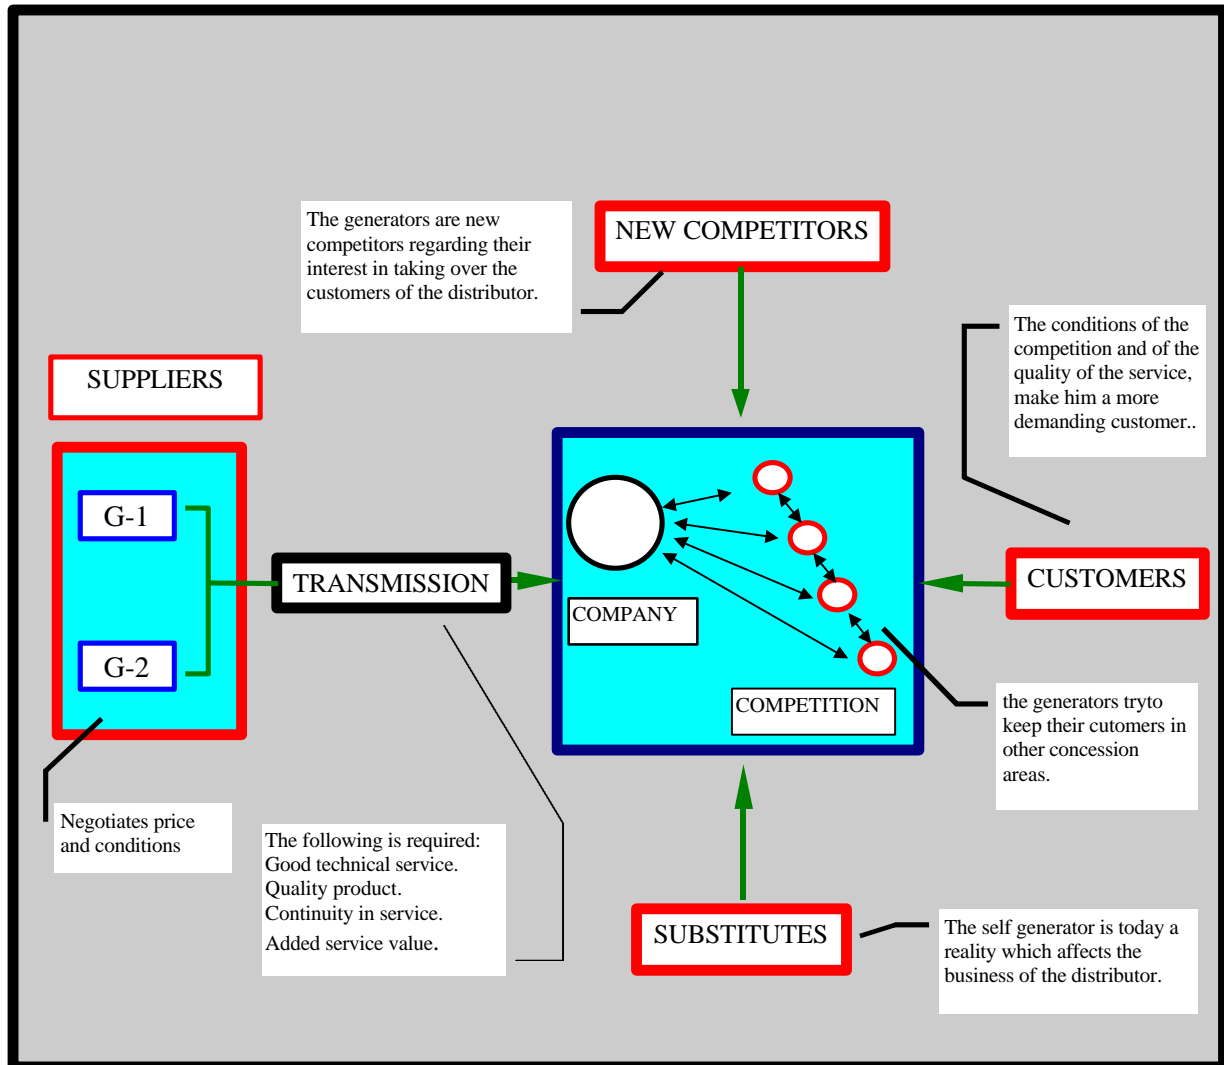 The generators are new
competitors regarding their
interest in taking over the
customers of the distributor.
NEW COMPETITORS
The conditions of the
competition and of the
quality of the service,
make him a more
demanding customer..
SUPPLIERS
G-1
G-2
TRANSMISSION
COMPANY
COMPETITION
CUSTOMERS
the generators tryto
keep their cutomers in
other concession
areas.
Negotiates price
and conditions
The following is required:
Good technical service.
Quality product.
Continuity in service.
Added service value.
SUBSTITUTES
The self generator is today a
reality which affects the
business of the distributor.